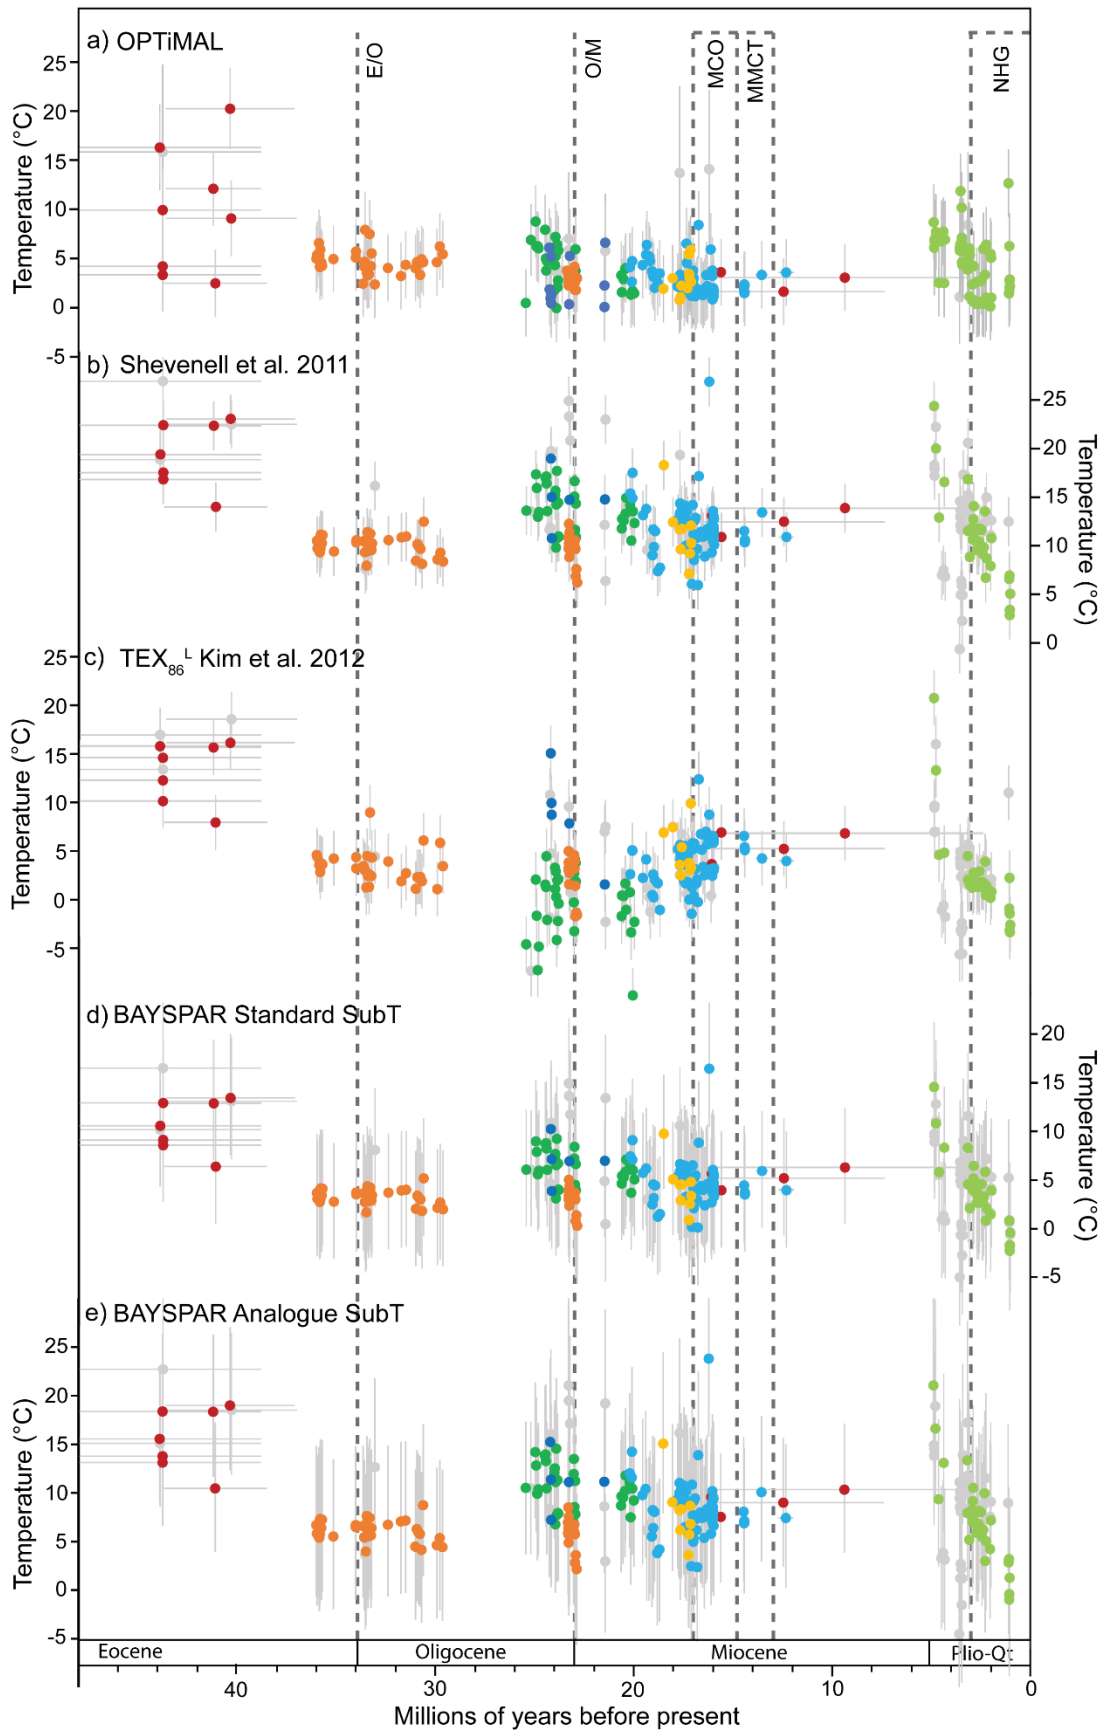 a) OPTiMAL
E/O
O/M
MCO
MMCT
NHG
25
20
15
10
5
0
-5
Temperature (°C)
b) Shevenell et al. 2011
25
20
15
10
5
0
Temperature (°C)
c) TEX86L Kim et al. 2012
25
20
15
10
5
0
-5
Temperature (°C)
d) BAYSPAR Standard SubT
20
15
10
5
0
-5
Temperature (°C)
e) BAYSPAR Analogue SubT
25
20
15
10
5
0
-5
Temperature (°C)
Eocene Oligocene Miocene Plio-Qt
40 30 20 10 0
Millions of years before present